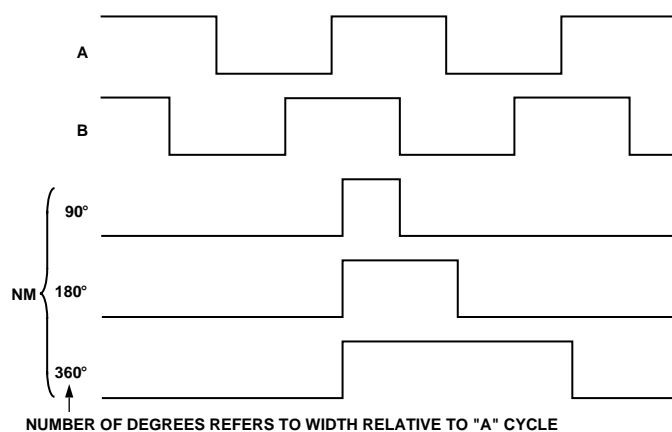 A
B
90°
NM
180°
360°
NUMBER OF DEGREES REFERS TO WIDTH RELATIVE TO "A" CYCLE